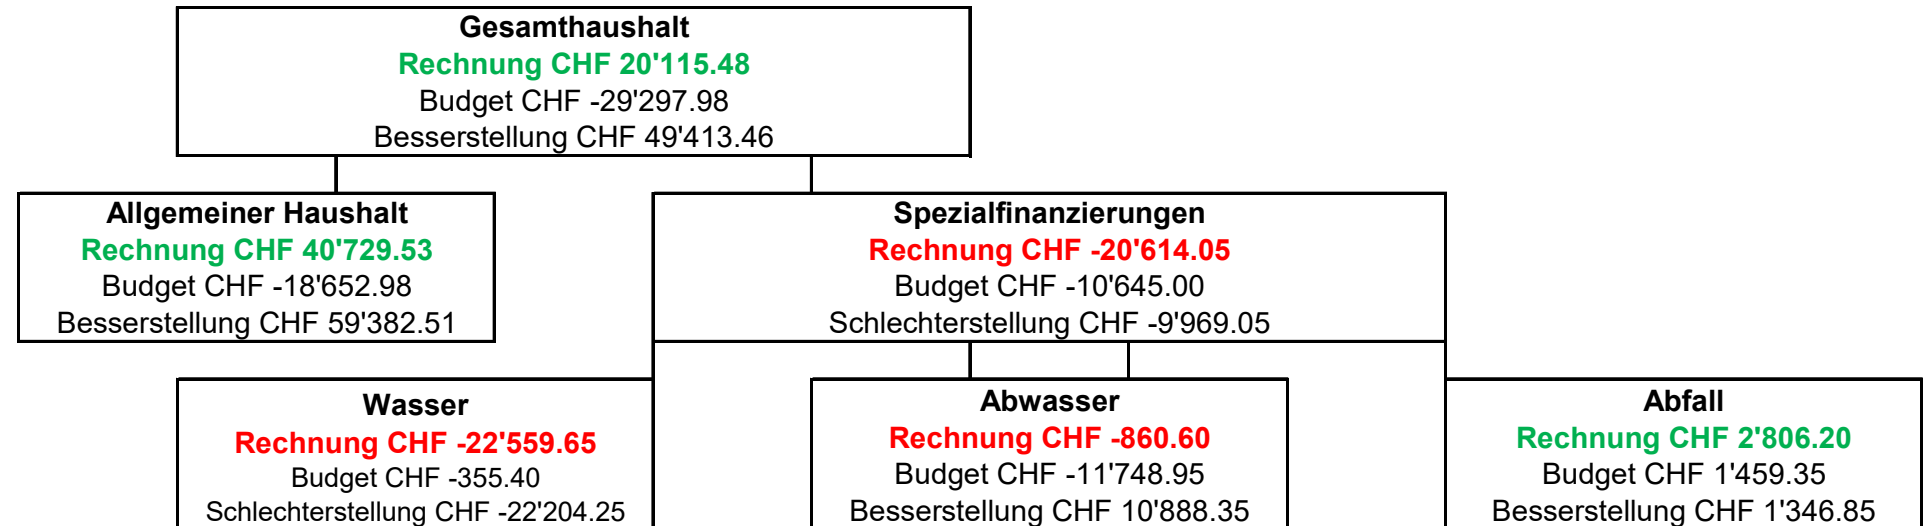 Gesamthaushalt
Rechnung CHF 20'115.48
Budget CHF -29'297.98
Besserstellung CHF 49'413.46
Allgemeiner Haushalt
Rechnung CHF 40'729.53
Budget CHF -18'652.98
Besserstellung CHF 59'382.51
Spezialfinanzierungen
Rechnung CHF -20'614.05
Budget CHF -10'645.00
Schlechterstellung CHF -9'969.05
Wasser
Rechnung CHF -22'559.65
Budget CHF -355.40
Schlechterstellung CHF -22'204.25
Abwasser
Rechnung CHF -860.60
Budget CHF -11'748.95
Besserstellung CHF 10'888.35
Abfall
Rechnung CHF 2'806.20
Budget CHF 1'459.35
Besserstellung CHF 1'346.85